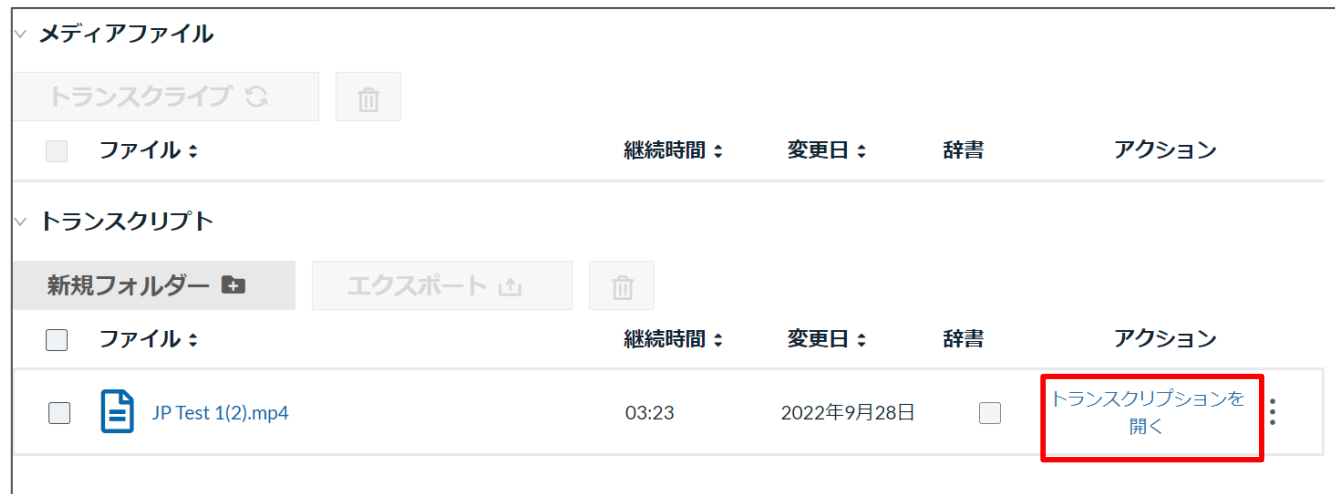 メディアファイル
トランスクライブ
ファイル 継続時間 変更日 辞書 アクション
トランスクリプト
新規フォルダー エクスポート
ファイル 継続時間 変更日 辞書 アクション
JP Test 1(2).mp4 03:23 2022年9月28日 トランスクリプションを
開く